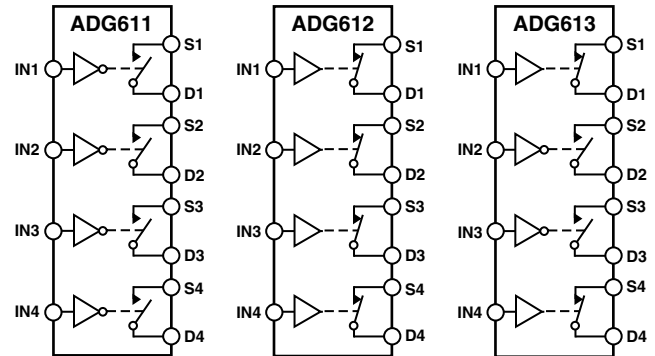 ADG611
IN1
S1
D1
IN2
S2
D2
IN3
S3
D3
IN4
S4
D4
ADG612
IN1
S1
D1
IN2
S2
D2
IN3
S3
D3
IN4
S4
D4
ADG613
IN1
S1
D1
IN2
S2
D2
IN3
S3
D3
IN4
S4
D4